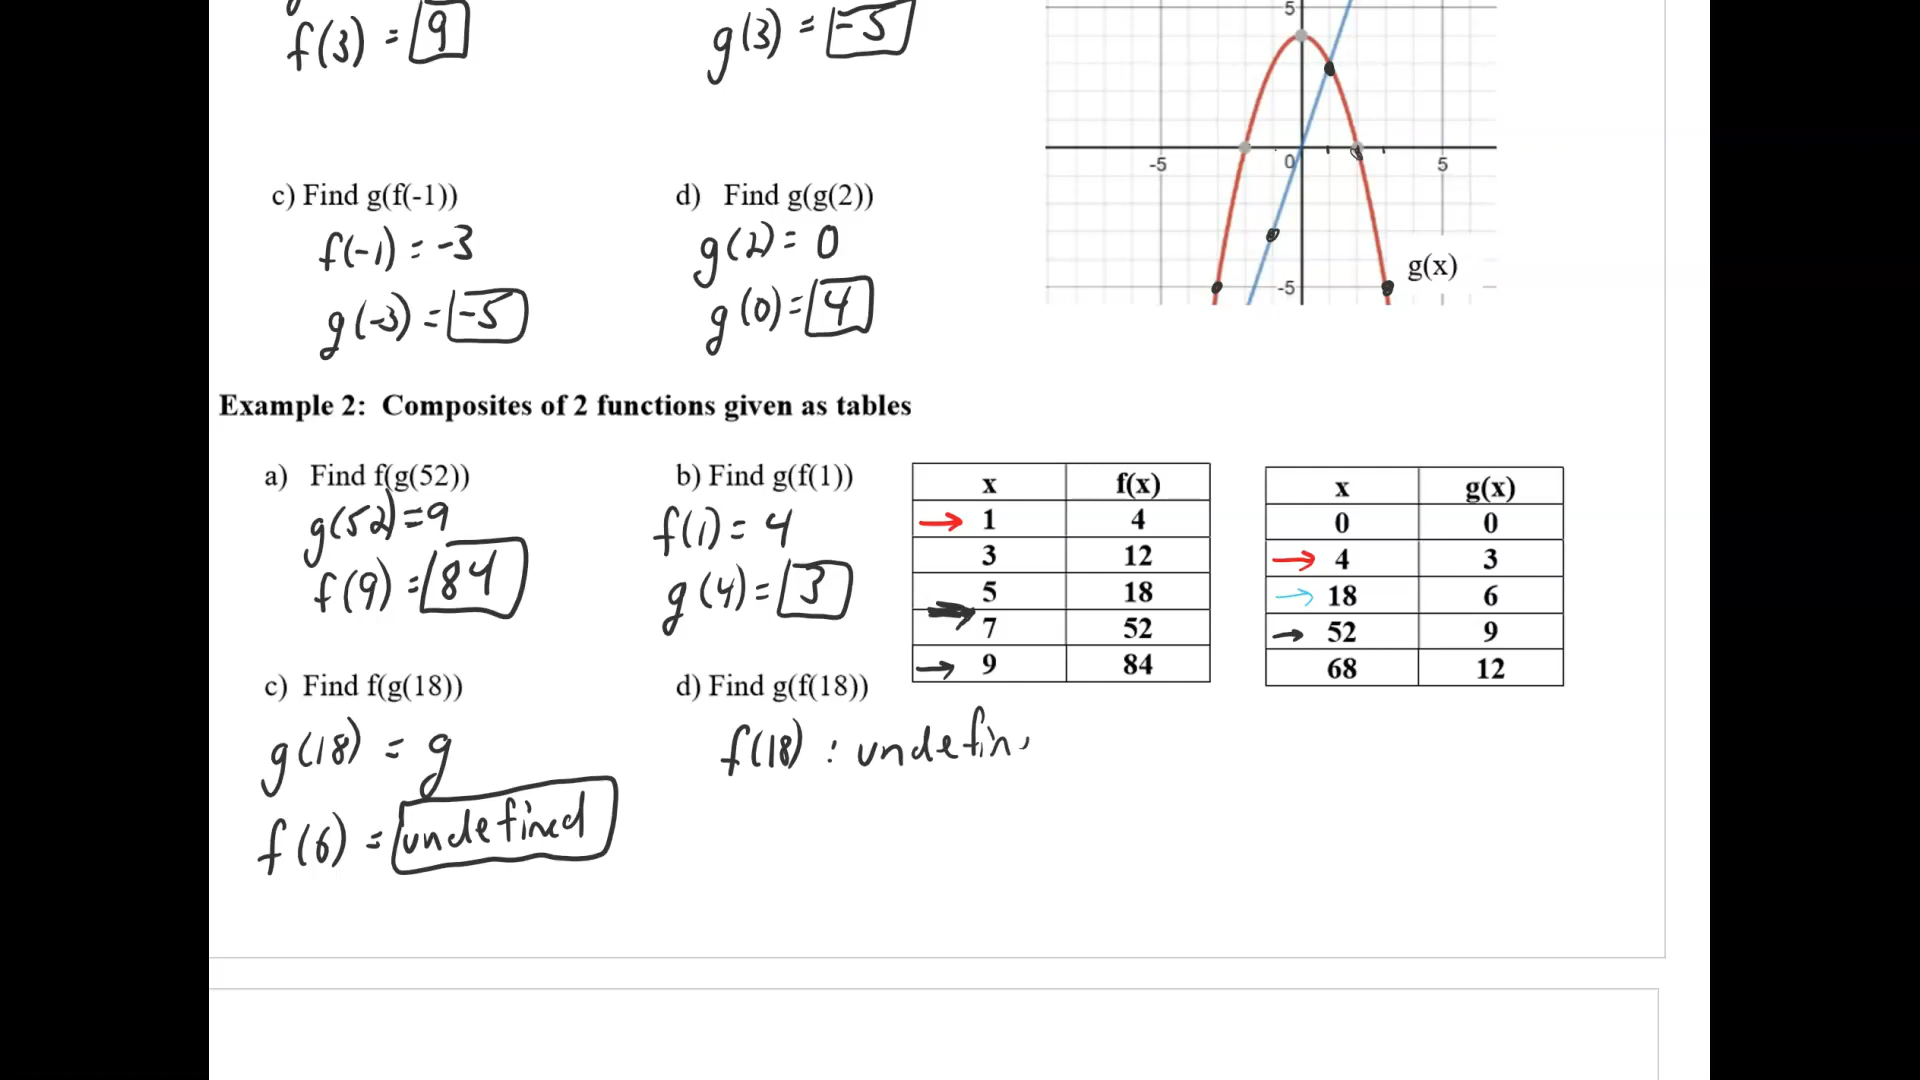 f(3) = 9
g(3) = -5
5
-5
0
5
-5
g(x)
c) Find g(f(-1))
f(-1) = -3
g(-3) = -5
d) Find g(g(2))
g(2) = 0
g(0) = 4
Example 2: Composites of 2 functions given as tables
a) Find f(g(52))
g(52) = 9
f(9) = 84
b) Find g(f(1))
f(1) = 4
g(4) = 3
x f(x)
1 4
3 12
5 18
7 52
9 84
x g(x)
0 0
4 3
18 6
52 9
68 12
c) Find f(g(18))
g(18) = g
f(6) = undefined
d) Find g(f(18))
f(18) : undefin